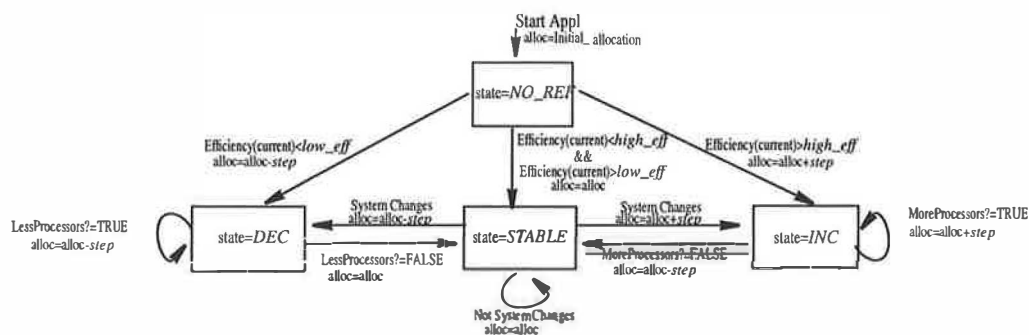 Start Appl
alloc=Initial_ allocation
state=NO_REF
Efficiency(current)<low_eff
alloc=alloc-step
Efficiency(current)<high_eff
&&
Efficiency(current)>low_eff
alloc=alloc
Efficiency(current)>high_eff
alloc=alloc+step
LessProcessors?=TRUE
alloc=alloc-step
state=DEC
System Changes
alloc=alloc-step
LessProcessors?=FALSE
alloc=alloc
state=STABLE
System Changes
alloc=alloc+step
MoreProcessors?=FALSE
alloc=alloc-step
state=INC
MoreProcessors?=TRUE
alloc=alloc+step
Not SystemChanges
alloc=alloc